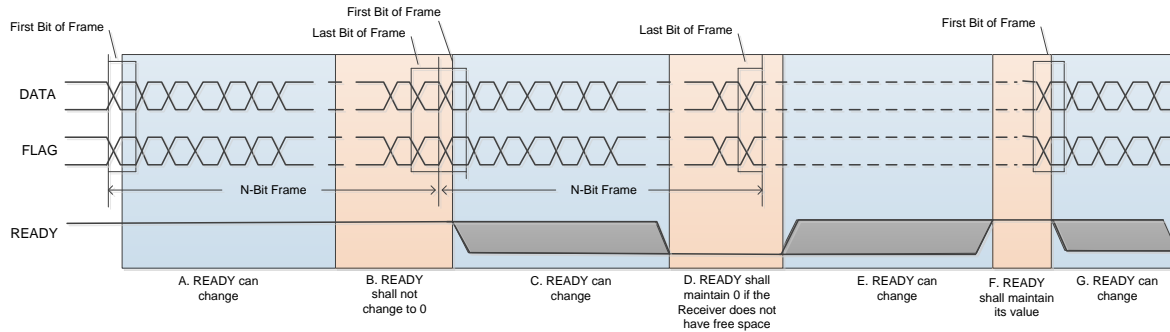 First Bit of Frame
Last Bit of Frame
First Bit of Frame
Last Bit of Frame
First Bit of Frame
DATA
FLAG
N-Bit Frame
N-Bit Frame
READY
A. READY can
change
B. READY
shall not
change to 0
C. READY can
change
D. READY shall
maintain 0 if the
Receiver does not
have free space
E. READY can
change
F. READY
shall maintain
its value
G. READY can
change